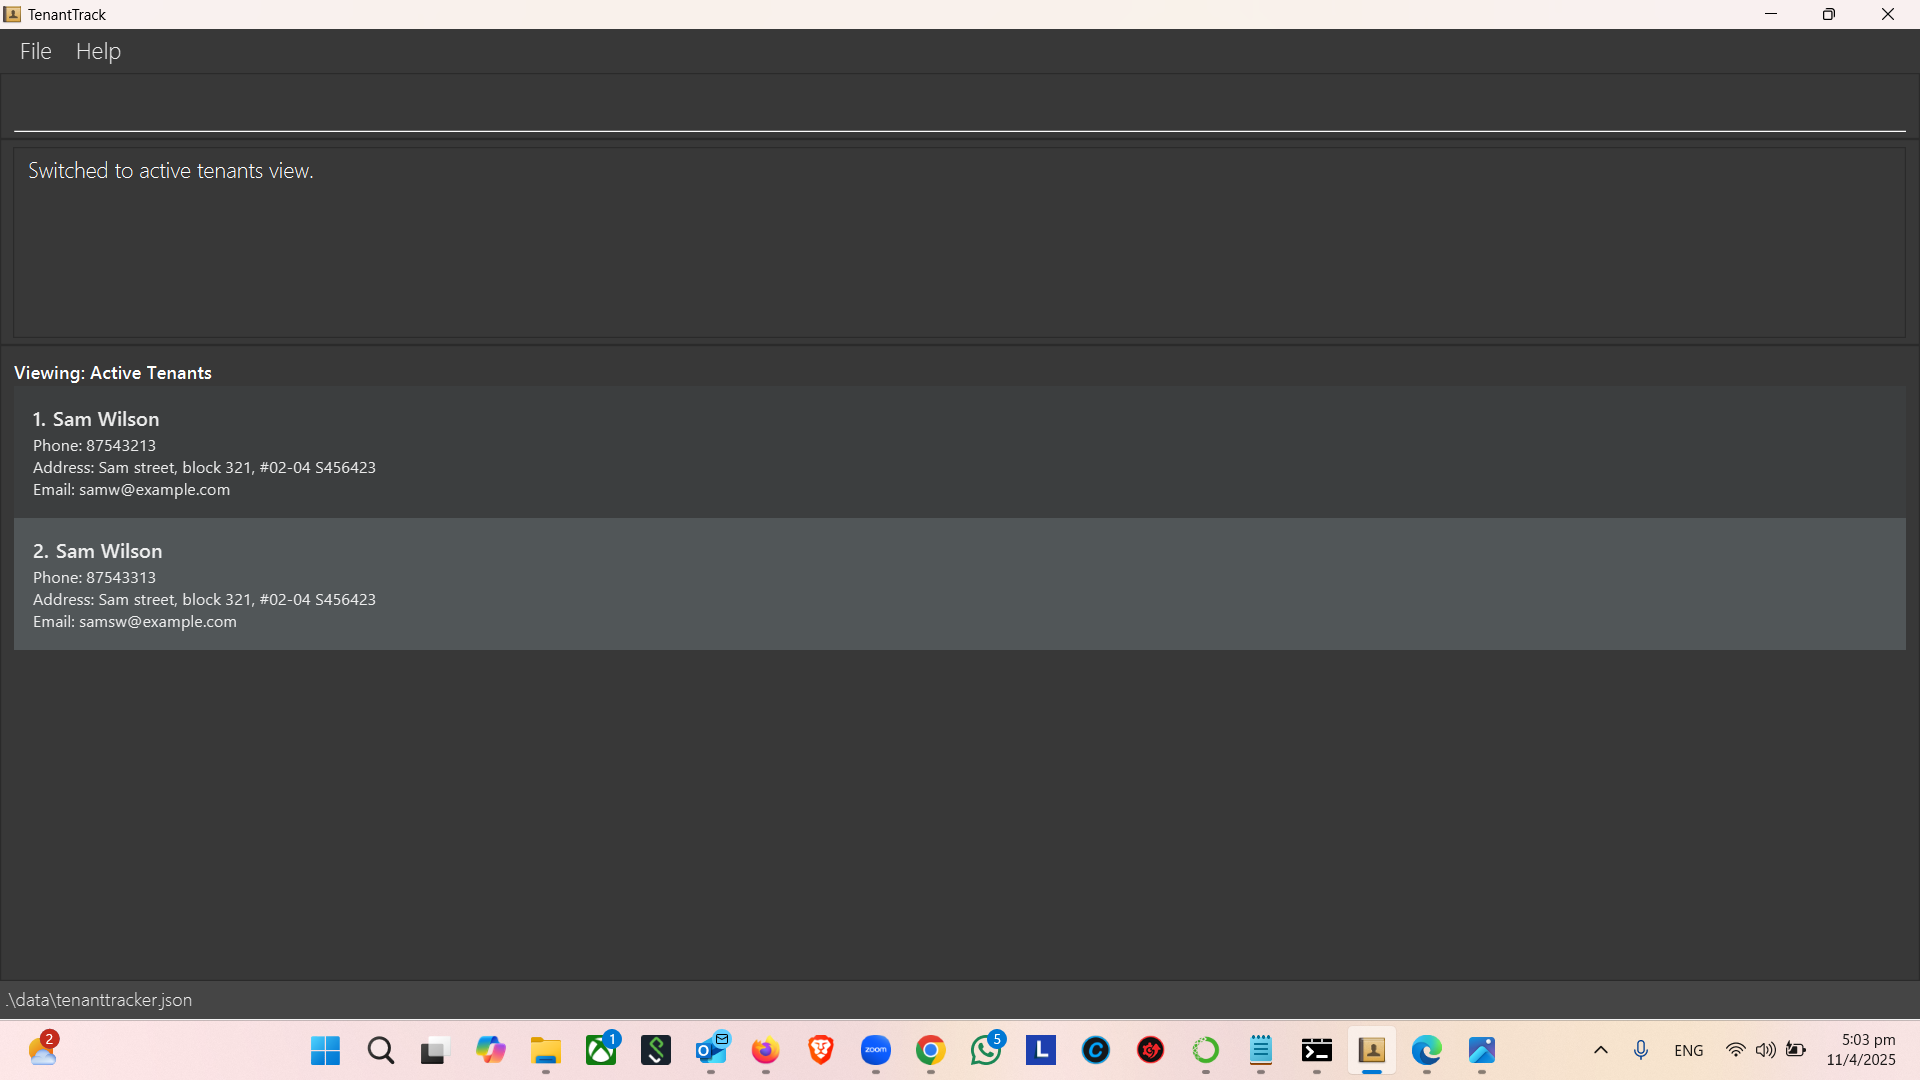 TenantTrack
File Help
Switched to active tenants view.
Viewing: Active Tenants
1. Sam Wilson
Phone: 87543213
Address: Sam street, block 321, #02-04 S456423
Email: samw@example.com
2. Sam Wilson
Phone: 87543313
Address: Sam street, block 321, #02-04 S456423
Email: samsw@example.com
.\data\tenanttracker.json
2
1
zoom
5
L
ENG
5:03 pm
11/4/2025